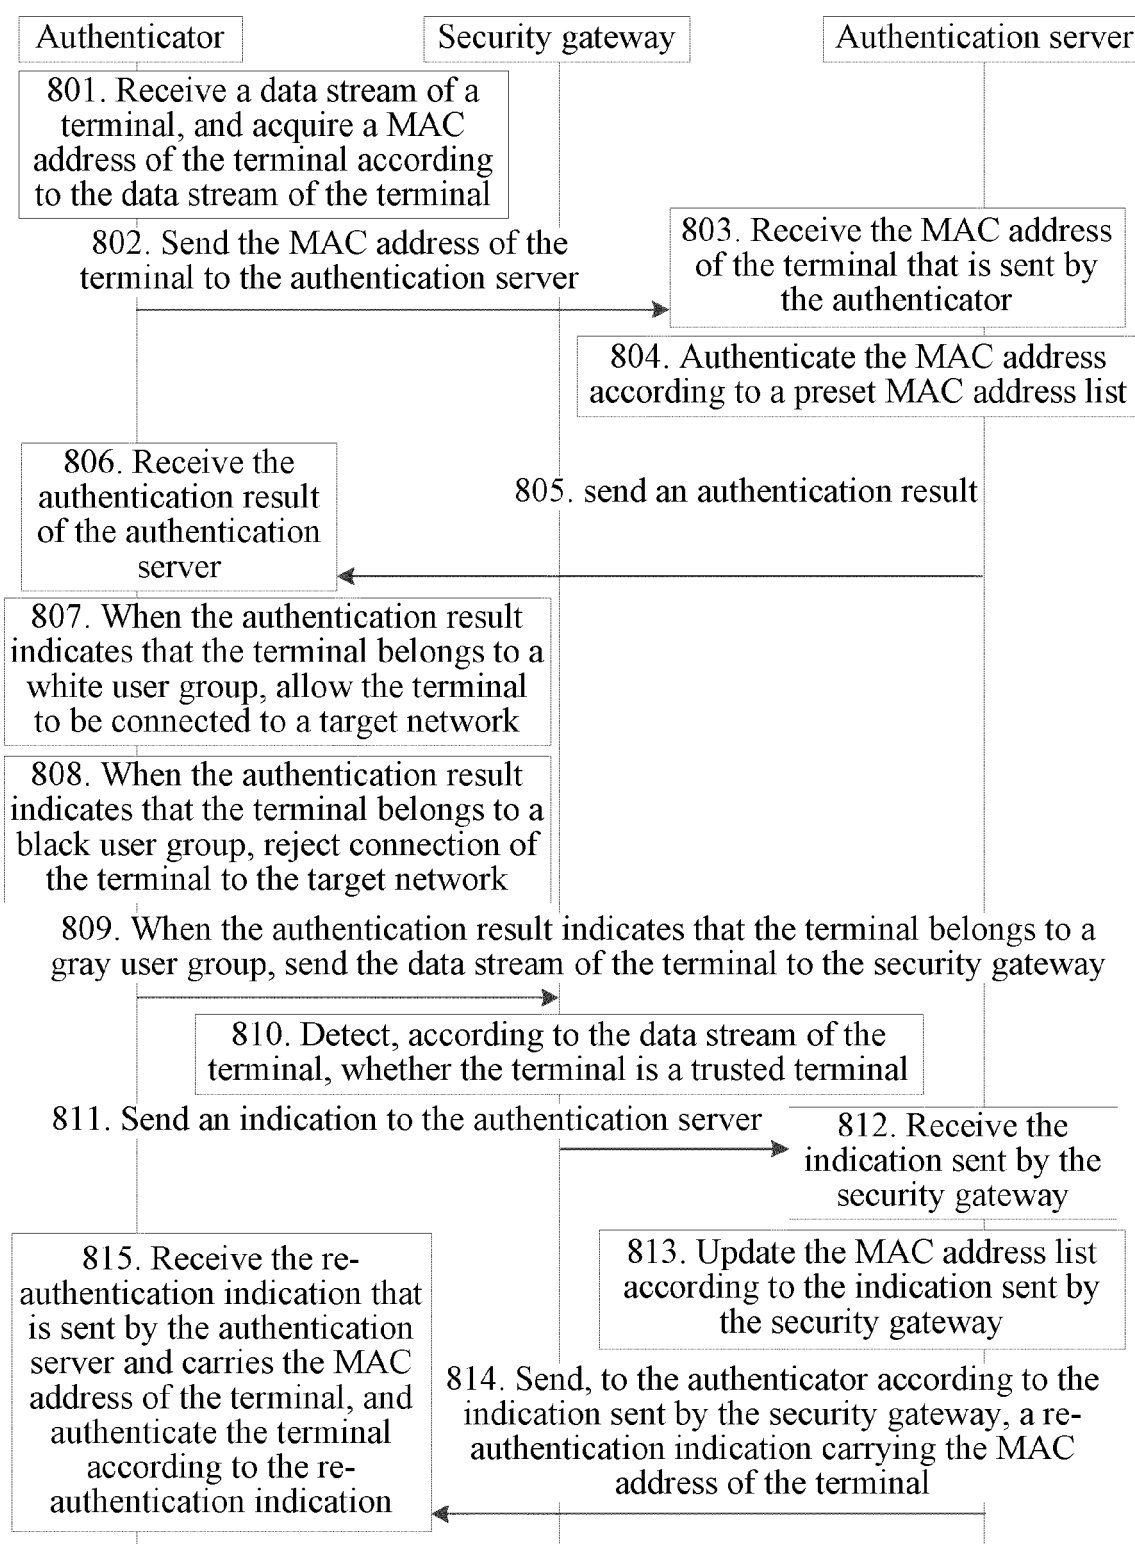 Authenticator
Security gateway
Authentication server
801. Receive a data stream of a
terminal, and acquire a MAC
address of the terminal according
to the data stream of the terminal
802. Send the MAC address of the
terminal to the authentication server
803. Receive the MAC address
of the terminal that is sent by
the authenticator
804. Authenticate the MAC address
according to a preset MAC address list
805. send an authentication result
806. Receive the
authentication result
of the authentication
server
807. When the authentication result
indicates that the terminal belongs to a
white user group, allow the terminal
to be connected to a target network
808. When the authentication result
indicates that the terminal belongs to a
black user group, reject connection of
the terminal to the target network
809. When the authentication result indicates that the terminal belongs to a
gray user group, send the data stream of the terminal to the security gateway
810. Detect, according to the data stream of the
terminal, whether the terminal is a trusted terminal
811. Send an indication to the authentication server
812. Receive the
indication sent by the
security gateway
813. Update the MAC address list
according to the indication sent by
the security gateway
814. Send, to the authenticator according to the
indication sent by the security gateway, a re-
authentication indication carrying the MAC
address of the terminal
815. Receive the re-
authentication indication that
is sent by the authentication
server and carries the MAC
address of the terminal, and
authenticate the terminal
according to the re-
authentication indication